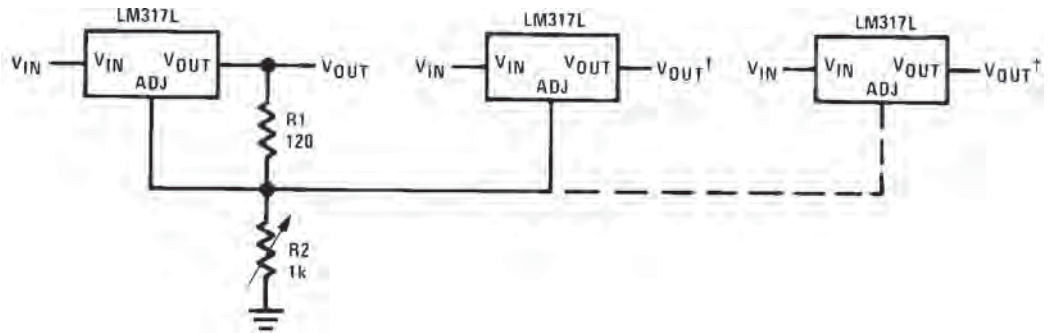 LM317L
VIN
VIN
VOUT
ADJ
VOUT
R1
120
R2
1k
LM317L
VIN
VIN
VOUT
ADJ
VOUT†
LM317L
VIN
VIN
VOUT
ADJ
VOUT†